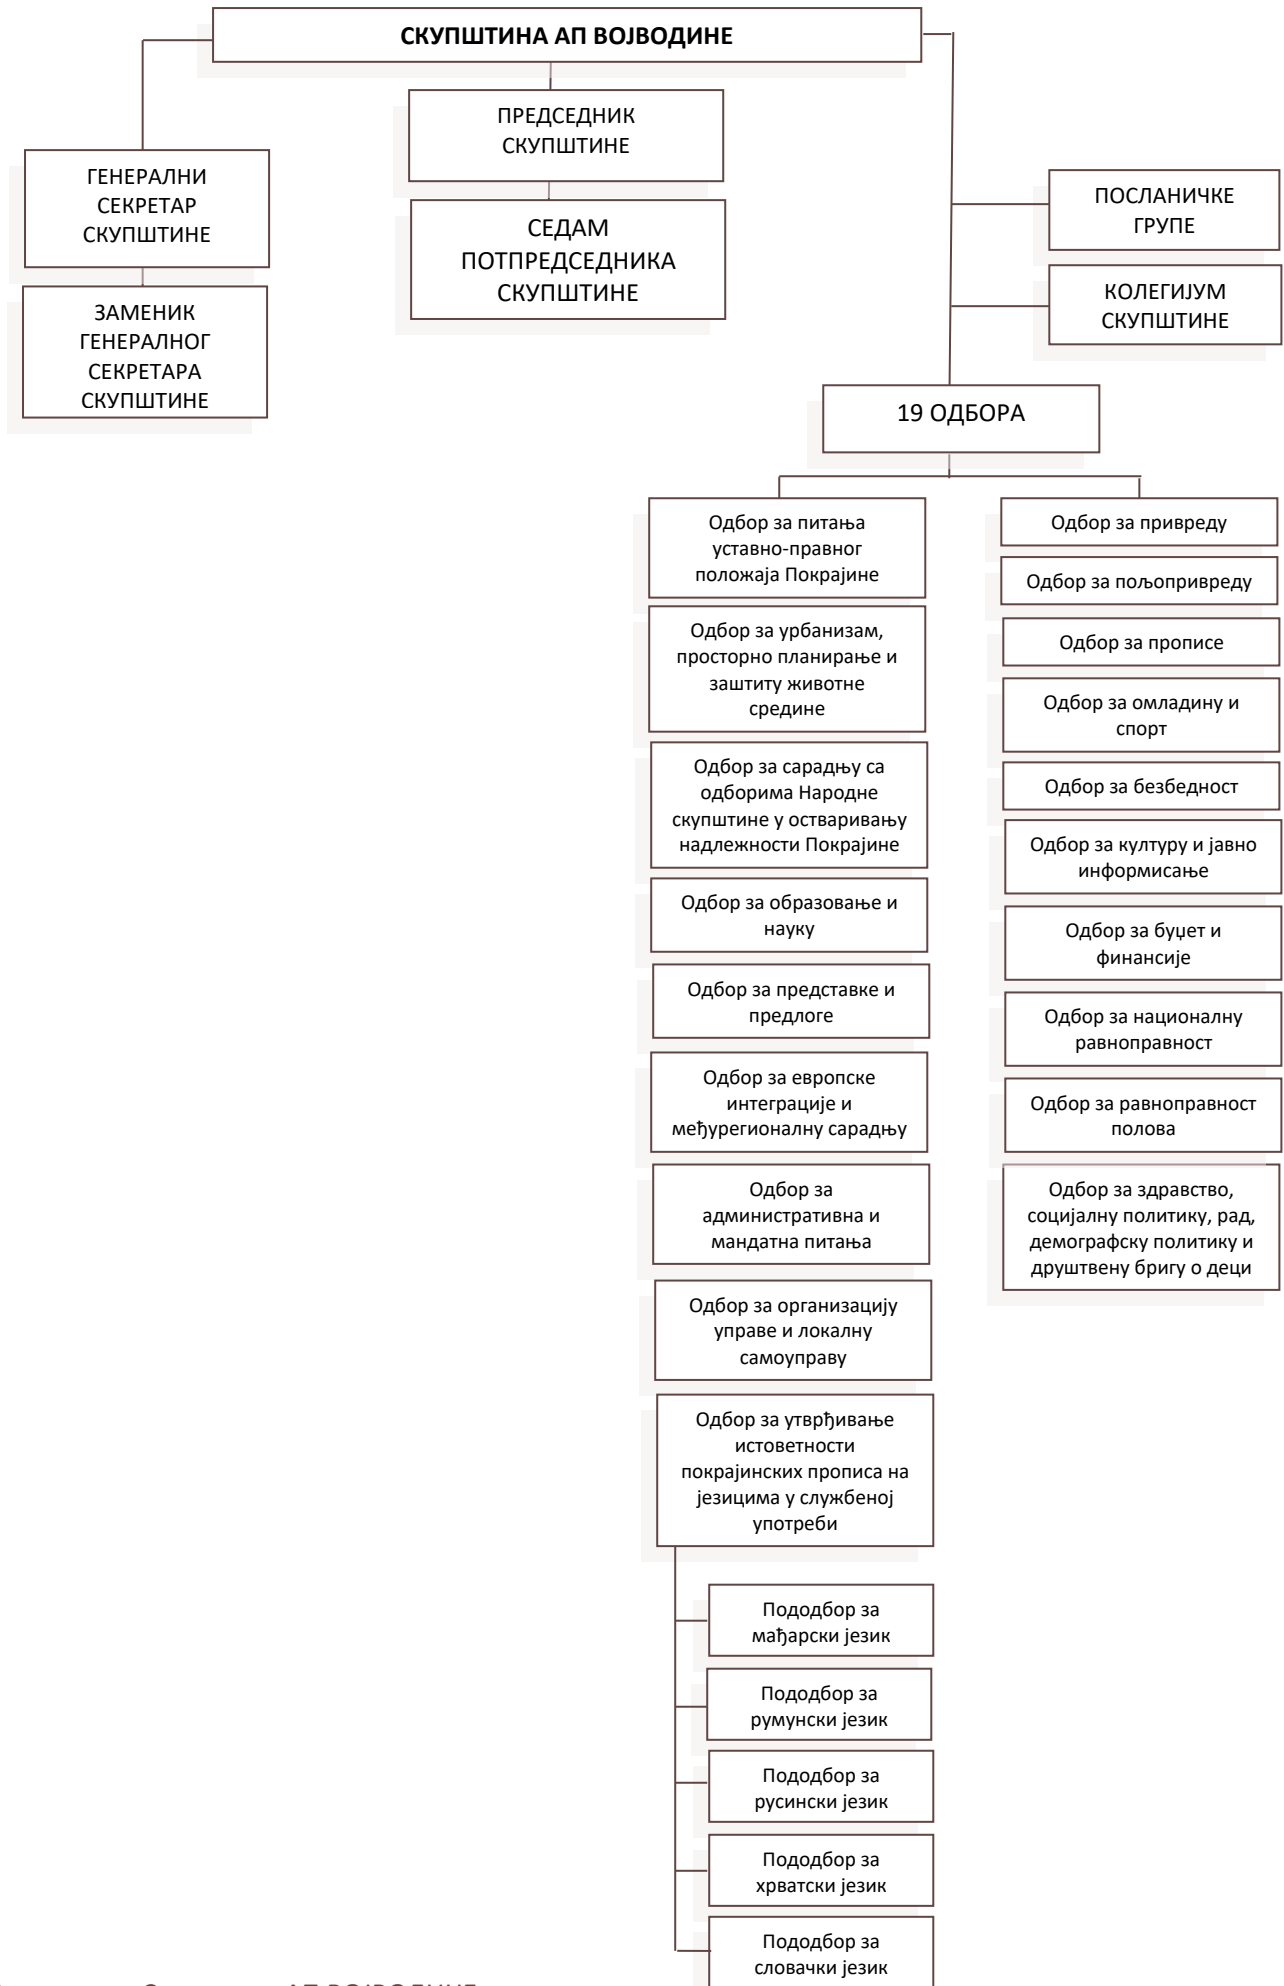 СКУПШТИНА АП ВОЈВОДИНЕ
ПРЕДСЕДНИК
СКУПШТИНЕ
ГЕНЕРАЛНИ
СЕКРЕТАР
СКУПШТИНЕ
СЕДАМ
ПОТПРЕДСЕДНИКА
СКУПШТИНЕ
ЗАМЕНИК
ГЕНЕРАЛНОГ
СЕКРЕТАРА
СКУПШТИНЕ
ПОСЛАНИЧКЕ
ГРУПЕ
КОЛЕГИЈУМ
СКУПШТИНЕ
19 ОДБОРА
Одбор за питања
уставно-правног
положаја Покрајине
Одбор за урбанизам,
просторно планирање и
заштиту животне
средине
Одбор за сарадњу са
одборима Народне
скупштине у остваривању
надлежности Покрајине
Одбор за образовање и
науку
Одбор за представке и
предлоге
Одбор за европске
интеграције и
међурегионалну сарадњу
Одбор за
административна и
мандатна питања
Одбор за организацију
управе и локалну
самоуправу
Одбор за утврђивање
истоветности
покрајинских прописа на
језицима у службеној
употреби
Пододбор за
мађарски језик
Пододбор за
румунски језик
Пододбор за
русински језик
Пододбор за
хрватски језик
Пододбор за
словачки језик
Одбор за привреду
Одбор за пољопривреду
Одбор за прописе
Одбор за омладину и
спорт
Одбор за безбедност
Одбор за културу и јавно
информисање
Одбор за буџет и
финансије
Одбор за националну
равноправност
Одбор за равноправност
полова
Одбор за здравство,
социјалну политику, рад,
демографску политику и
друштвену бригу о деци